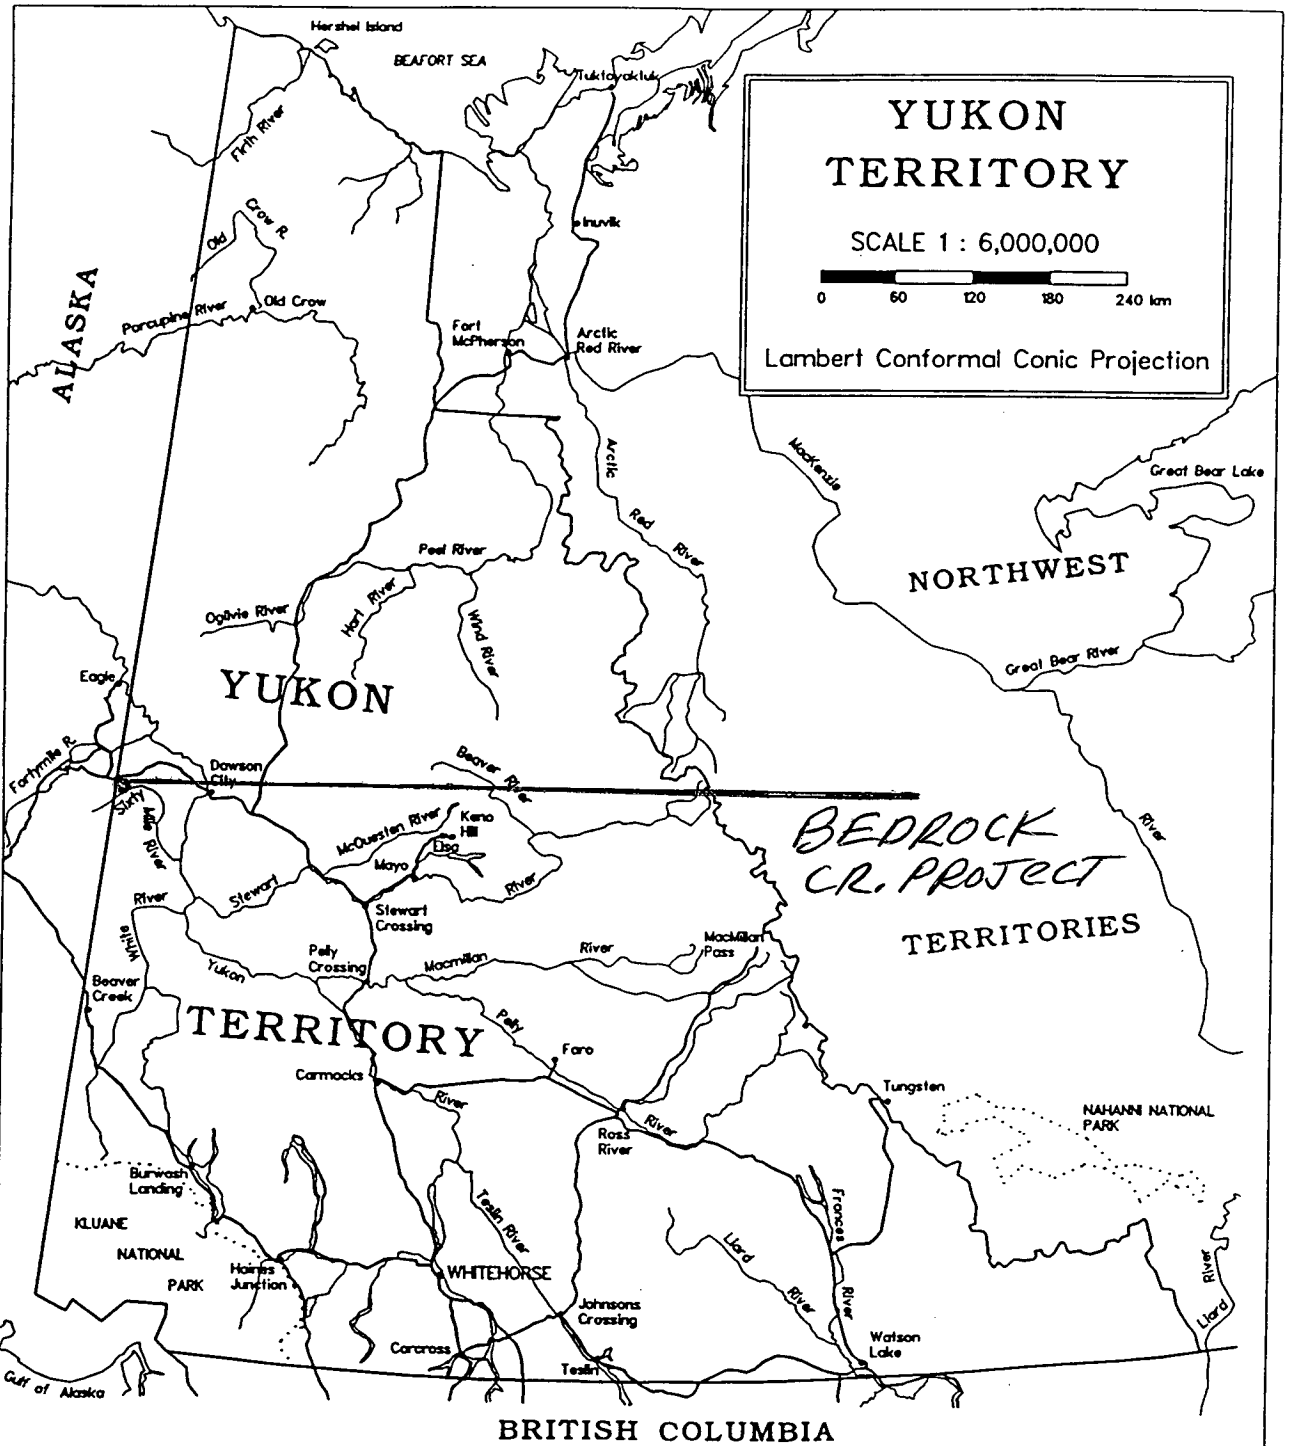 Hershel Island
BEAFORT SEA
Tuktoyaktuk
YUKON
TERRITORY
SCALE 1 : 6,000,000
0 60 120 180 240 km
Lambert Conformal Conic Projection
Firth River
Old Crow R.
Inuvik
ALASKA
Porcupine River
Old Crow
Fort
McPherson
Arctic
Red River
MacKenzie
Great Bear Lake
Arctic
Red
River
Peel River
NORTHWEST
Ogilvie River
Hart River
Wind River
Great Bear River
Eagle
YUKON
Fortymile R.
Dawson
City
Beaver
River
Sixty
Mile River
McQuesten River
Keno
Hill
Elsa
Mayo
BEDROCK
CR. PROJECT
River
River
Stewart
River
Stewart
Crossing
White
TERRITORIES
Pelly
Crossing
Yukon
Macmillan
River
MacMillan
Pass
Beaver
Creek
TERRITORY
Pelly
Faro
Carmacks
River
River
Ross
River
Tungsten
NAHANNI NATIONAL
PARK
Burwash
Landing
KLUANE
NATIONAL
PARK
Haines
Junction
WHITEHORSE
Teslin River
Liard
River
Frances
River
River
Liard
Johnsons
Crossing
Carcross
Teslin
Watson
Lake
Gulf of Alaska
BRITISH COLUMBIA